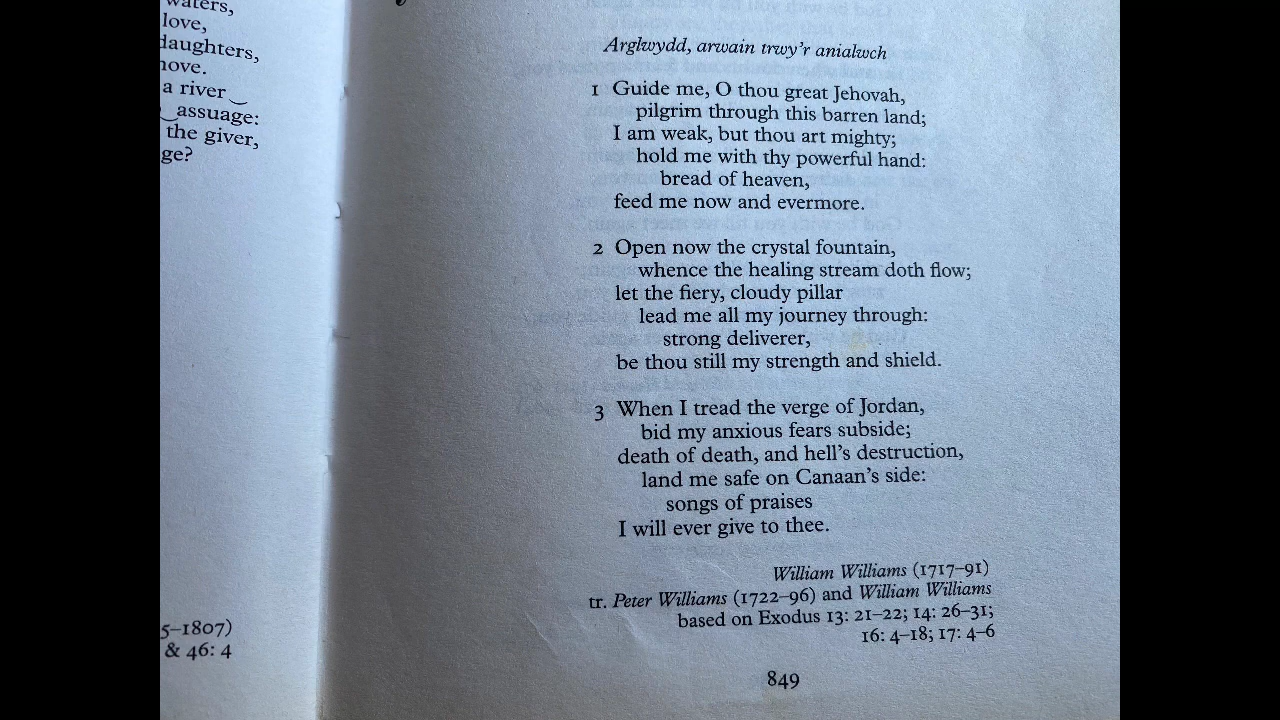 waters,
love,
daughters,
a river
assuage:
the giver,
5–1807)
& 46: 4
Arglwydd, arwain trwy'r anialwch
1 Guide me, O thou great Jehovah,
pilgrim through this barren land;
I am weak, but thou art mighty;
hold me with thy powerful hand:
bread of heaven,
feed me now and evermore.
2 Open now the crystal fountain,
whence the healing stream doth flow;
let the fiery, cloudy pillar
lead me all my journey through:
strong deliverer,
be thou still my strength and shield.
3 When I tread the verge of Jordan,
bid my anxious fears subside;
death of death, and hell's destruction,
land me safe on Canaan's side:
songs of praises
I will ever give to thee.
William Williams (1717–91)
tr. Peter Williams (1722–96) and William Williams
based on Exodus 13: 21–22; 14: 26–31;
16: 4–18; 17: 4–6
849